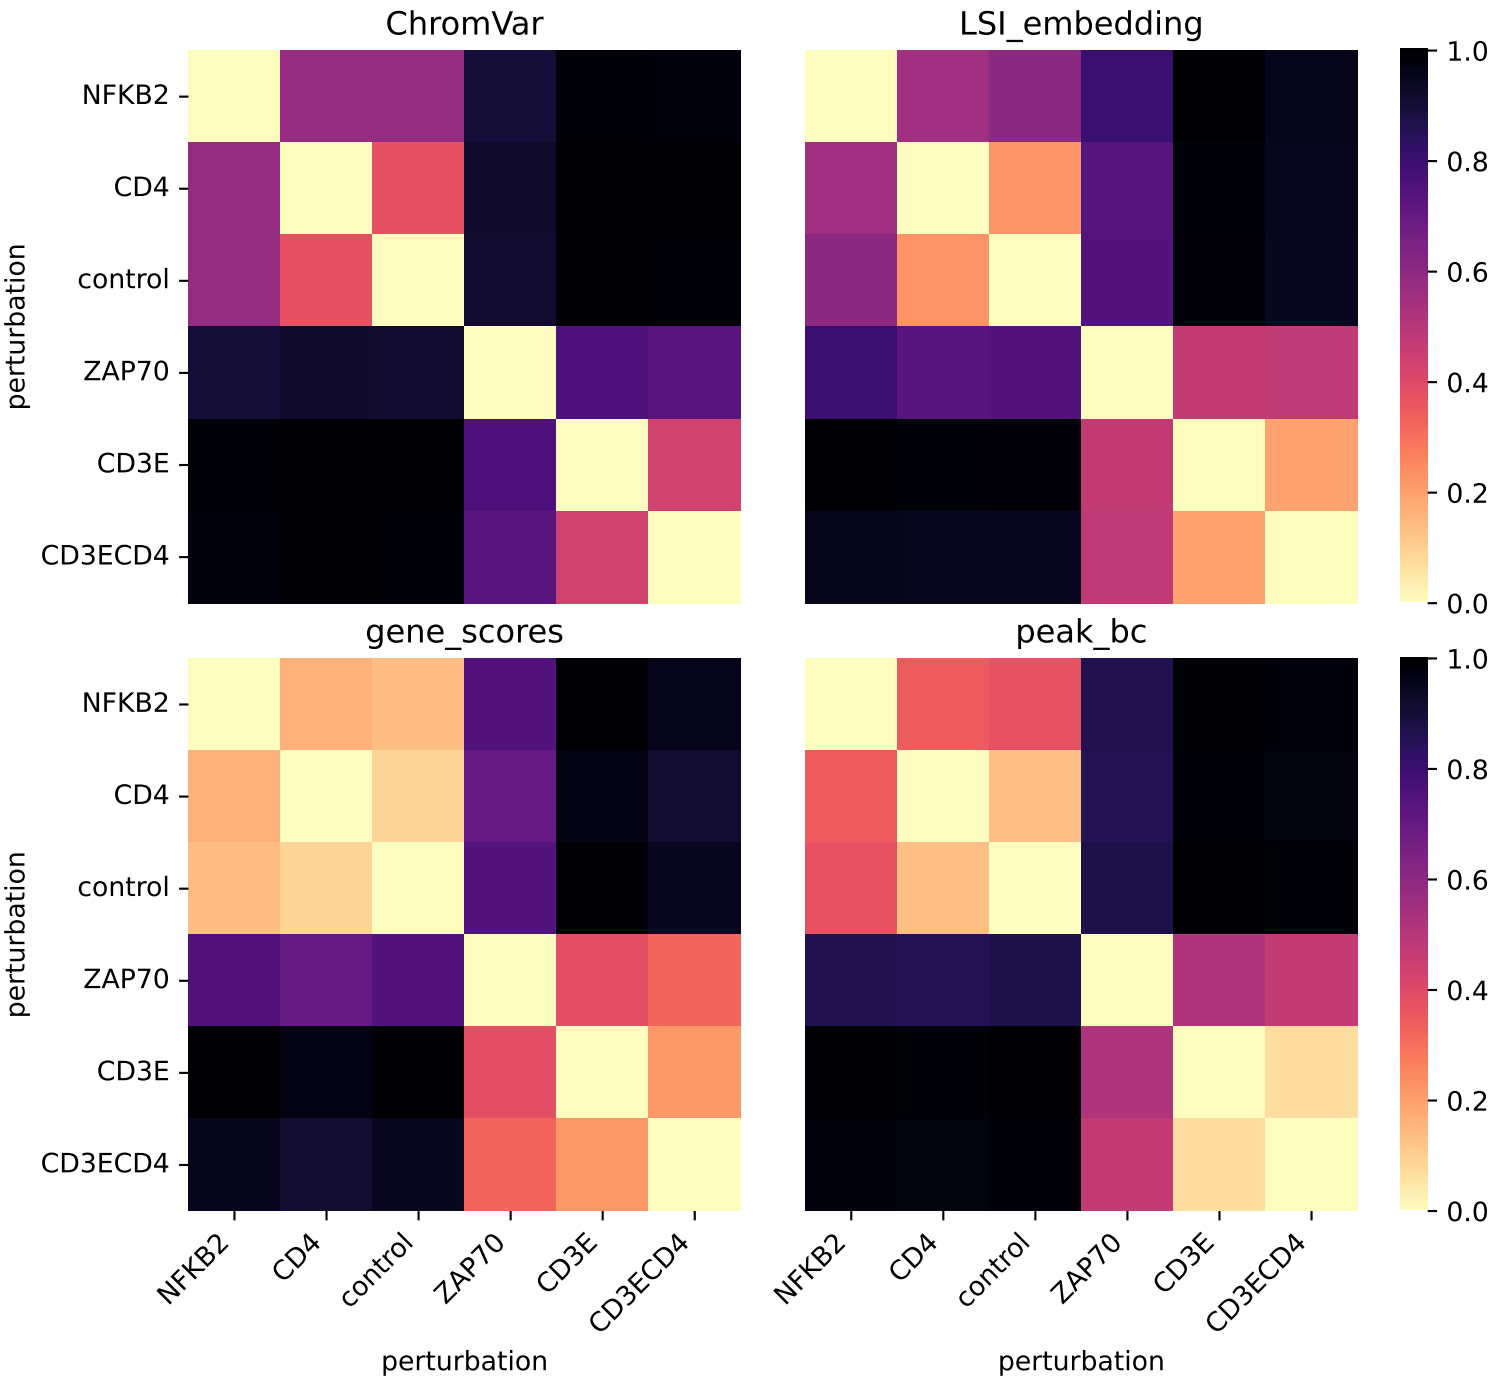 ChromVar
LSI_embedding
NFKB2
CD4
control
ZAP70
CD3E
CD3ECD4
perturbation
1.0
0.8
0.6
0.4
0.2
0.0
gene_scores
peak_bc
NFKB2
CD4
control
ZAP70
CD3E
CD3ECD4
perturbation
1.0
0.8
0.6
0.4
0.2
0.0
NFKB2
CD4
control
ZAP70
CD3E
CD3ECD4
perturbation
NFKB2
CD4
control
ZAP70
CD3E
CD3ECD4
perturbation